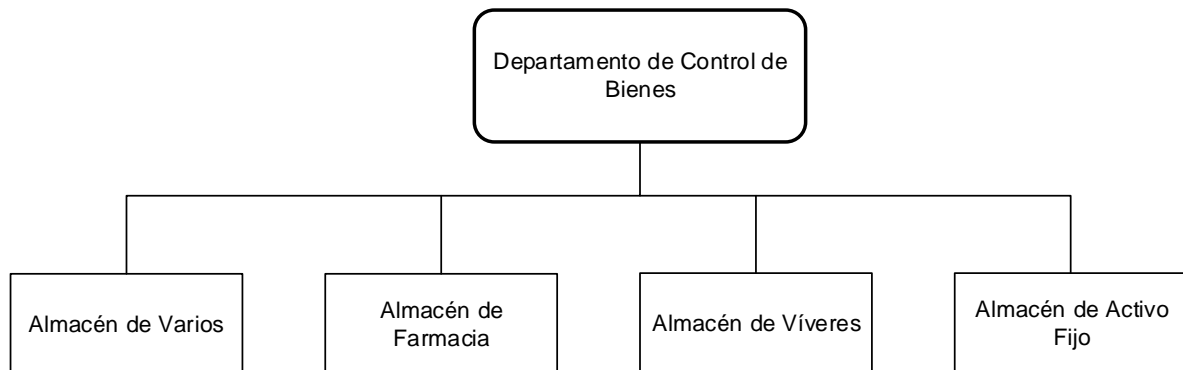 Departamento de Control de
Bienes
Almacén de Varios
Almacén de
Farmacia
Almacén de Víveres
Almacén de Activo
Fijo